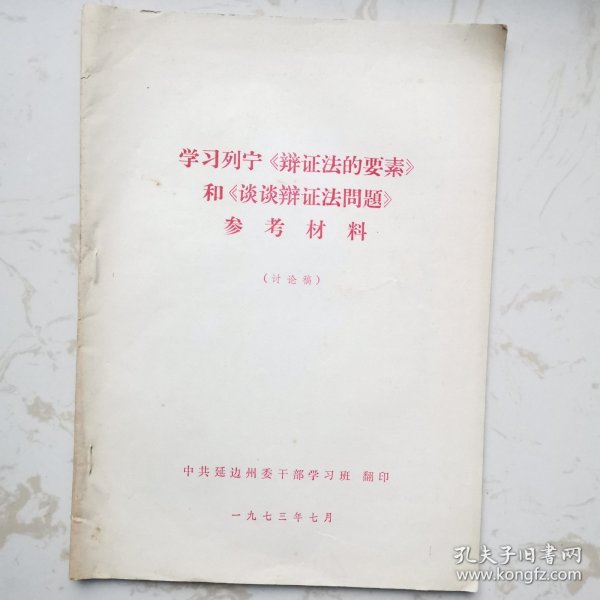 学习列宁《辩证法的要素》
和《谈谈辩证法問題》
参考材料
（讨论稿）
中共延边州委干部学习班 翻印
一九七三年七月
孔夫子旧书网
www.kongfz.com